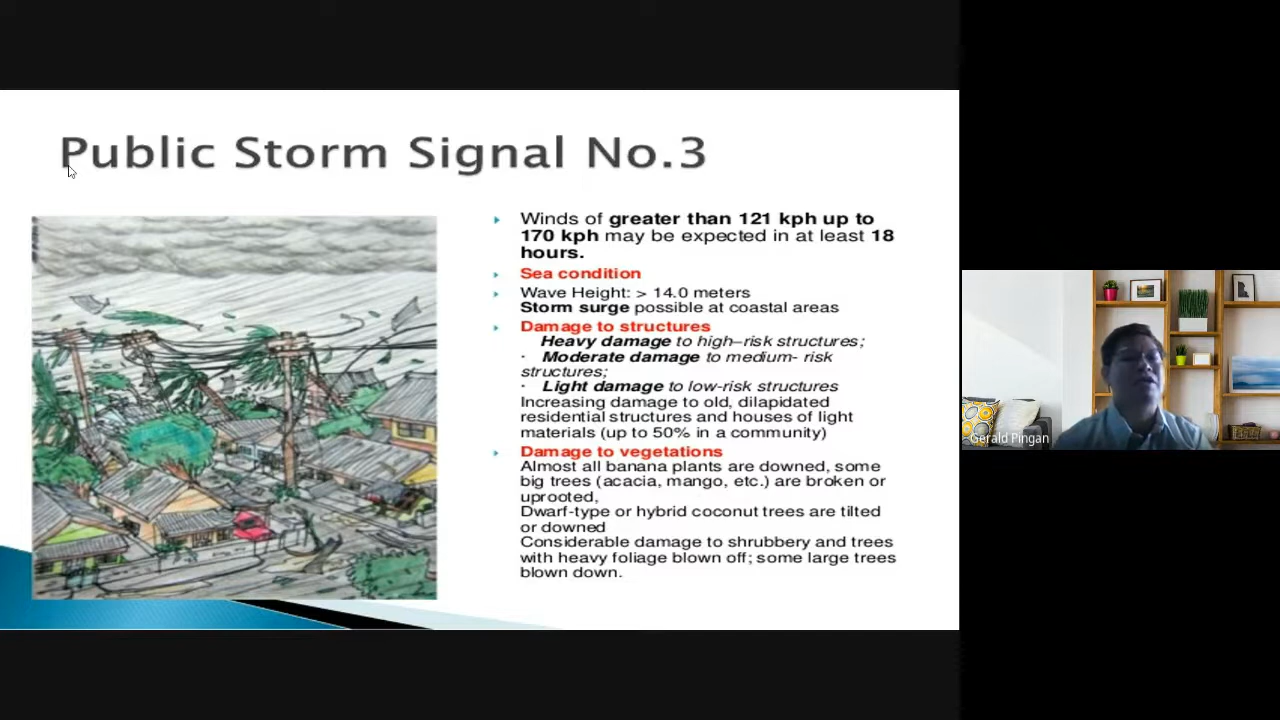 Public Storm Signal No.3
Winds of greater than 121 kph up to
170 kph may be expected in at least 18
hours.
Sea condition
Wave Height: > 14.0 meters
Storm surge possible at coastal areas
Damage to structures
Heavy damage to high–risk structures;
· Moderate damage to medium- risk
structures;
· Light damage to low-risk structures
Increasing damage to old, dilapidated
residential structures and houses of light
materials (up to 50% in a community)
Damage to vegetations
Almost all banana plants are downed, some
big trees (acacia, mango, etc.) are broken or
uprooted,
Dwarf-type or hybrid coconut trees are tilted
or downed
Considerable damage to shrubbery and trees
with heavy foliage blown off; some large trees
blown down.
Gerald Pingan